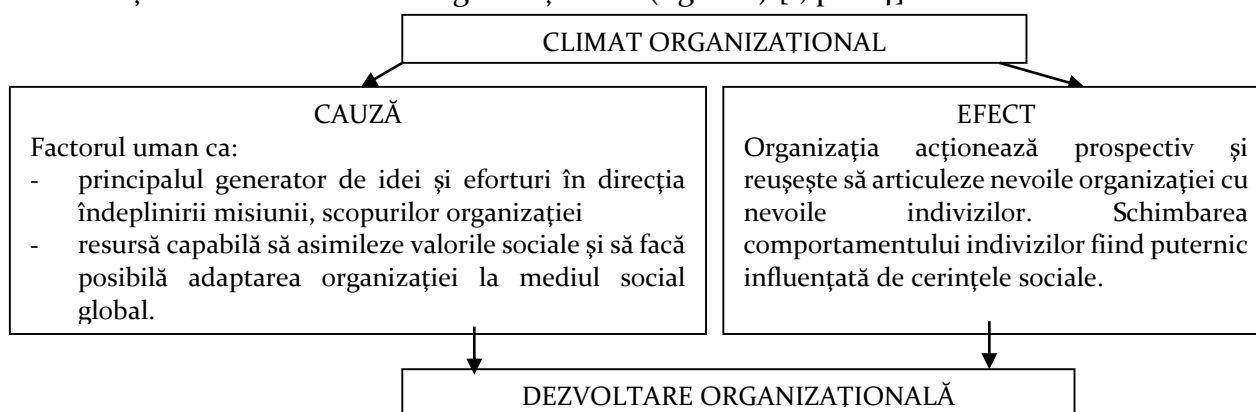 CLIMAT ORGANIZAȚIONAL
CAUZĂ
Factorul uman ca:
- principalul generator de idei și eforturi în direcția
îndeplinirii misiunii, scopurilor organizației
- resursă capabilă să asimileze valorile sociale și să facă
posibilă adaptarea organizației la mediul social
global.
EFECT
Organizația acționează prospectiv și
reușește să articuleze nevoile organizației cu
nevoile indivizilor. Schimbarea
comportamentului indivizilor fiind puternic
influențată de cerințele sociale.
DEZVOLTARE ORGANIZAȚIONALĂ